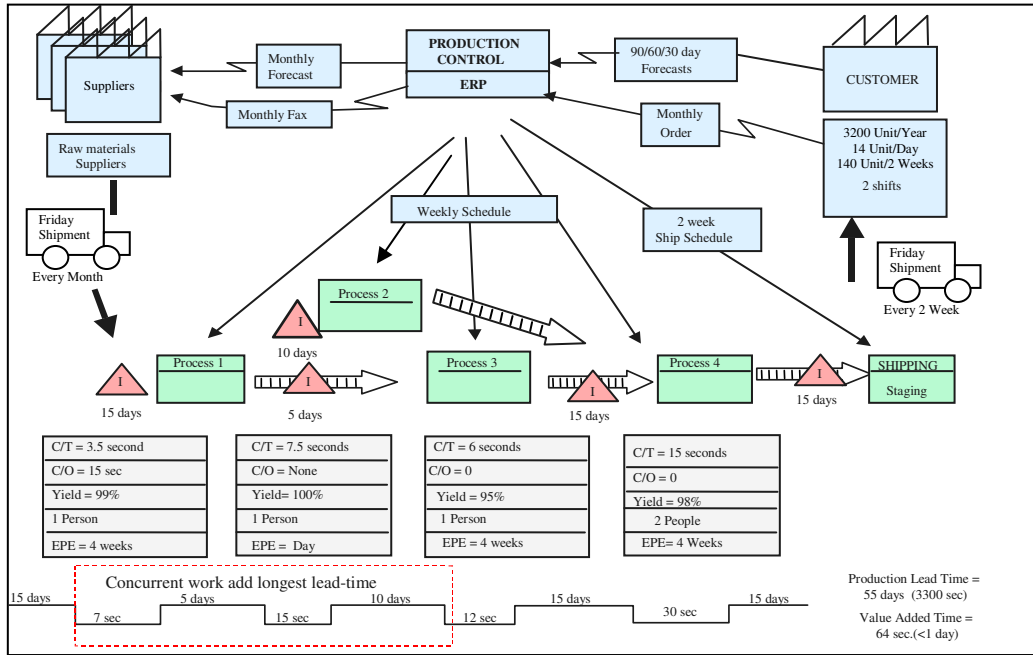 Suppliers
Monthly
Forecast
Monthly Fax
PRODUCTION
CONTROL
ERP
90/60/30 day
Forecasts
Monthly
Order
CUSTOMER
3200 Unit/Year
14 Unit/Day
140 Unit/2 Weeks
2 shifts
Raw materials
Suppliers
Friday
Shipment
Every Month
Weekly Schedule
2 week
Ship Schedule
Friday
Shipment
Every 2 Week
I
Process 2
10 days
I
15 days
Process 1
I
5 days
Process 3
I
15 days
Process 4
I
15 days
SHIPPING
Staging
C/T = 3.5 second
C/O = 15 sec
Yield = 99%
1 Person
EPE = 4 weeks
C/T = 7.5 seconds
C/O = None
Yield= 100%
1 Person
EPE = Day
C/T = 6 seconds
C/O = 0
Yield = 95%
1 Person
EPE = 4 weeks
C/T = 15 seconds
C/O = 0
Yield = 98%
2 People
EPE= 4 Weeks
Concurrent work add longest lead-time
15 days
7 sec
5 days
15 sec
10 days
12 sec
15 days
30 sec
15 days
Production Lead Time =
55 days (3300 sec)
Value Added Time =
64 sec.(<1 day)